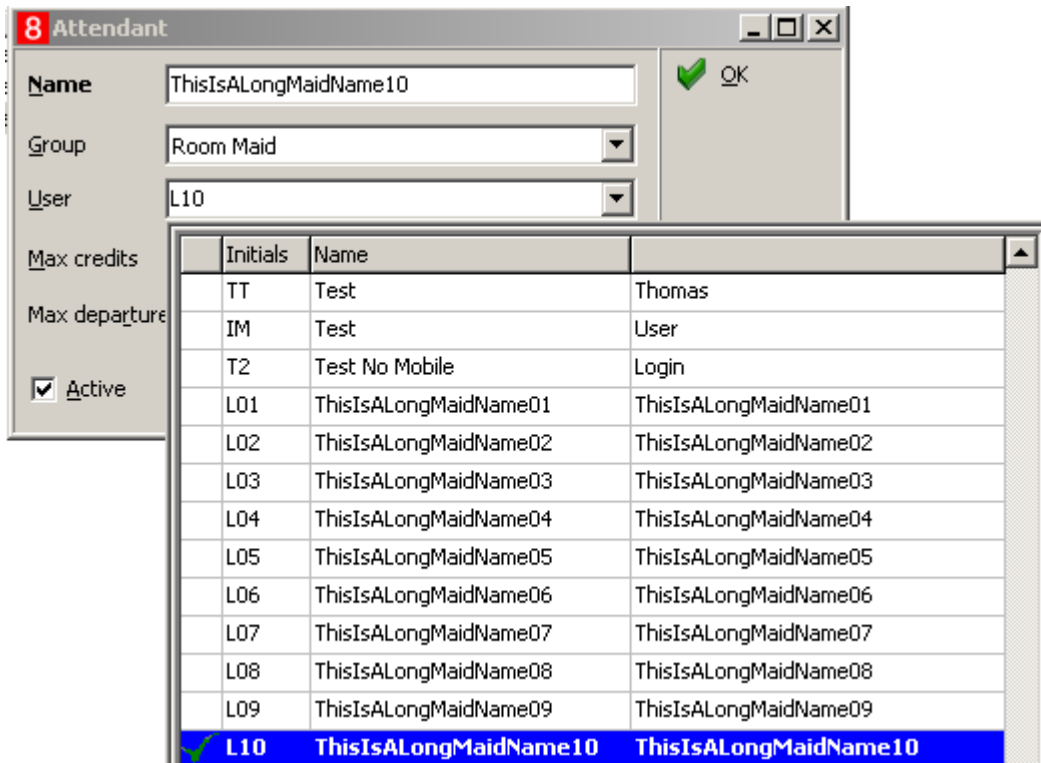 8 Attendant
Name ThisIsALongMaidName10 OK
Group Room Maid
User L10
Max credits
Max departure
Active
Initials Name
TT Test Thomas
IM Test User
T2 Test No Mobile Login
L01 ThisIsALongMaidName01 ThisIsALongMaidName01
L02 ThisIsALongMaidName02 ThisIsALongMaidName02
L03 ThisIsALongMaidName03 ThisIsALongMaidName03
L04 ThisIsALongMaidName04 ThisIsALongMaidName04
L05 ThisIsALongMaidName05 ThisIsALongMaidName05
L06 ThisIsALongMaidName06 ThisIsALongMaidName06
L07 ThisIsALongMaidName07 ThisIsALongMaidName07
L08 ThisIsALongMaidName08 ThisIsALongMaidName08
L09 ThisIsALongMaidName09 ThisIsALongMaidName09
L10 ThisIsALongMaidName10 ThisIsALongMaidName10